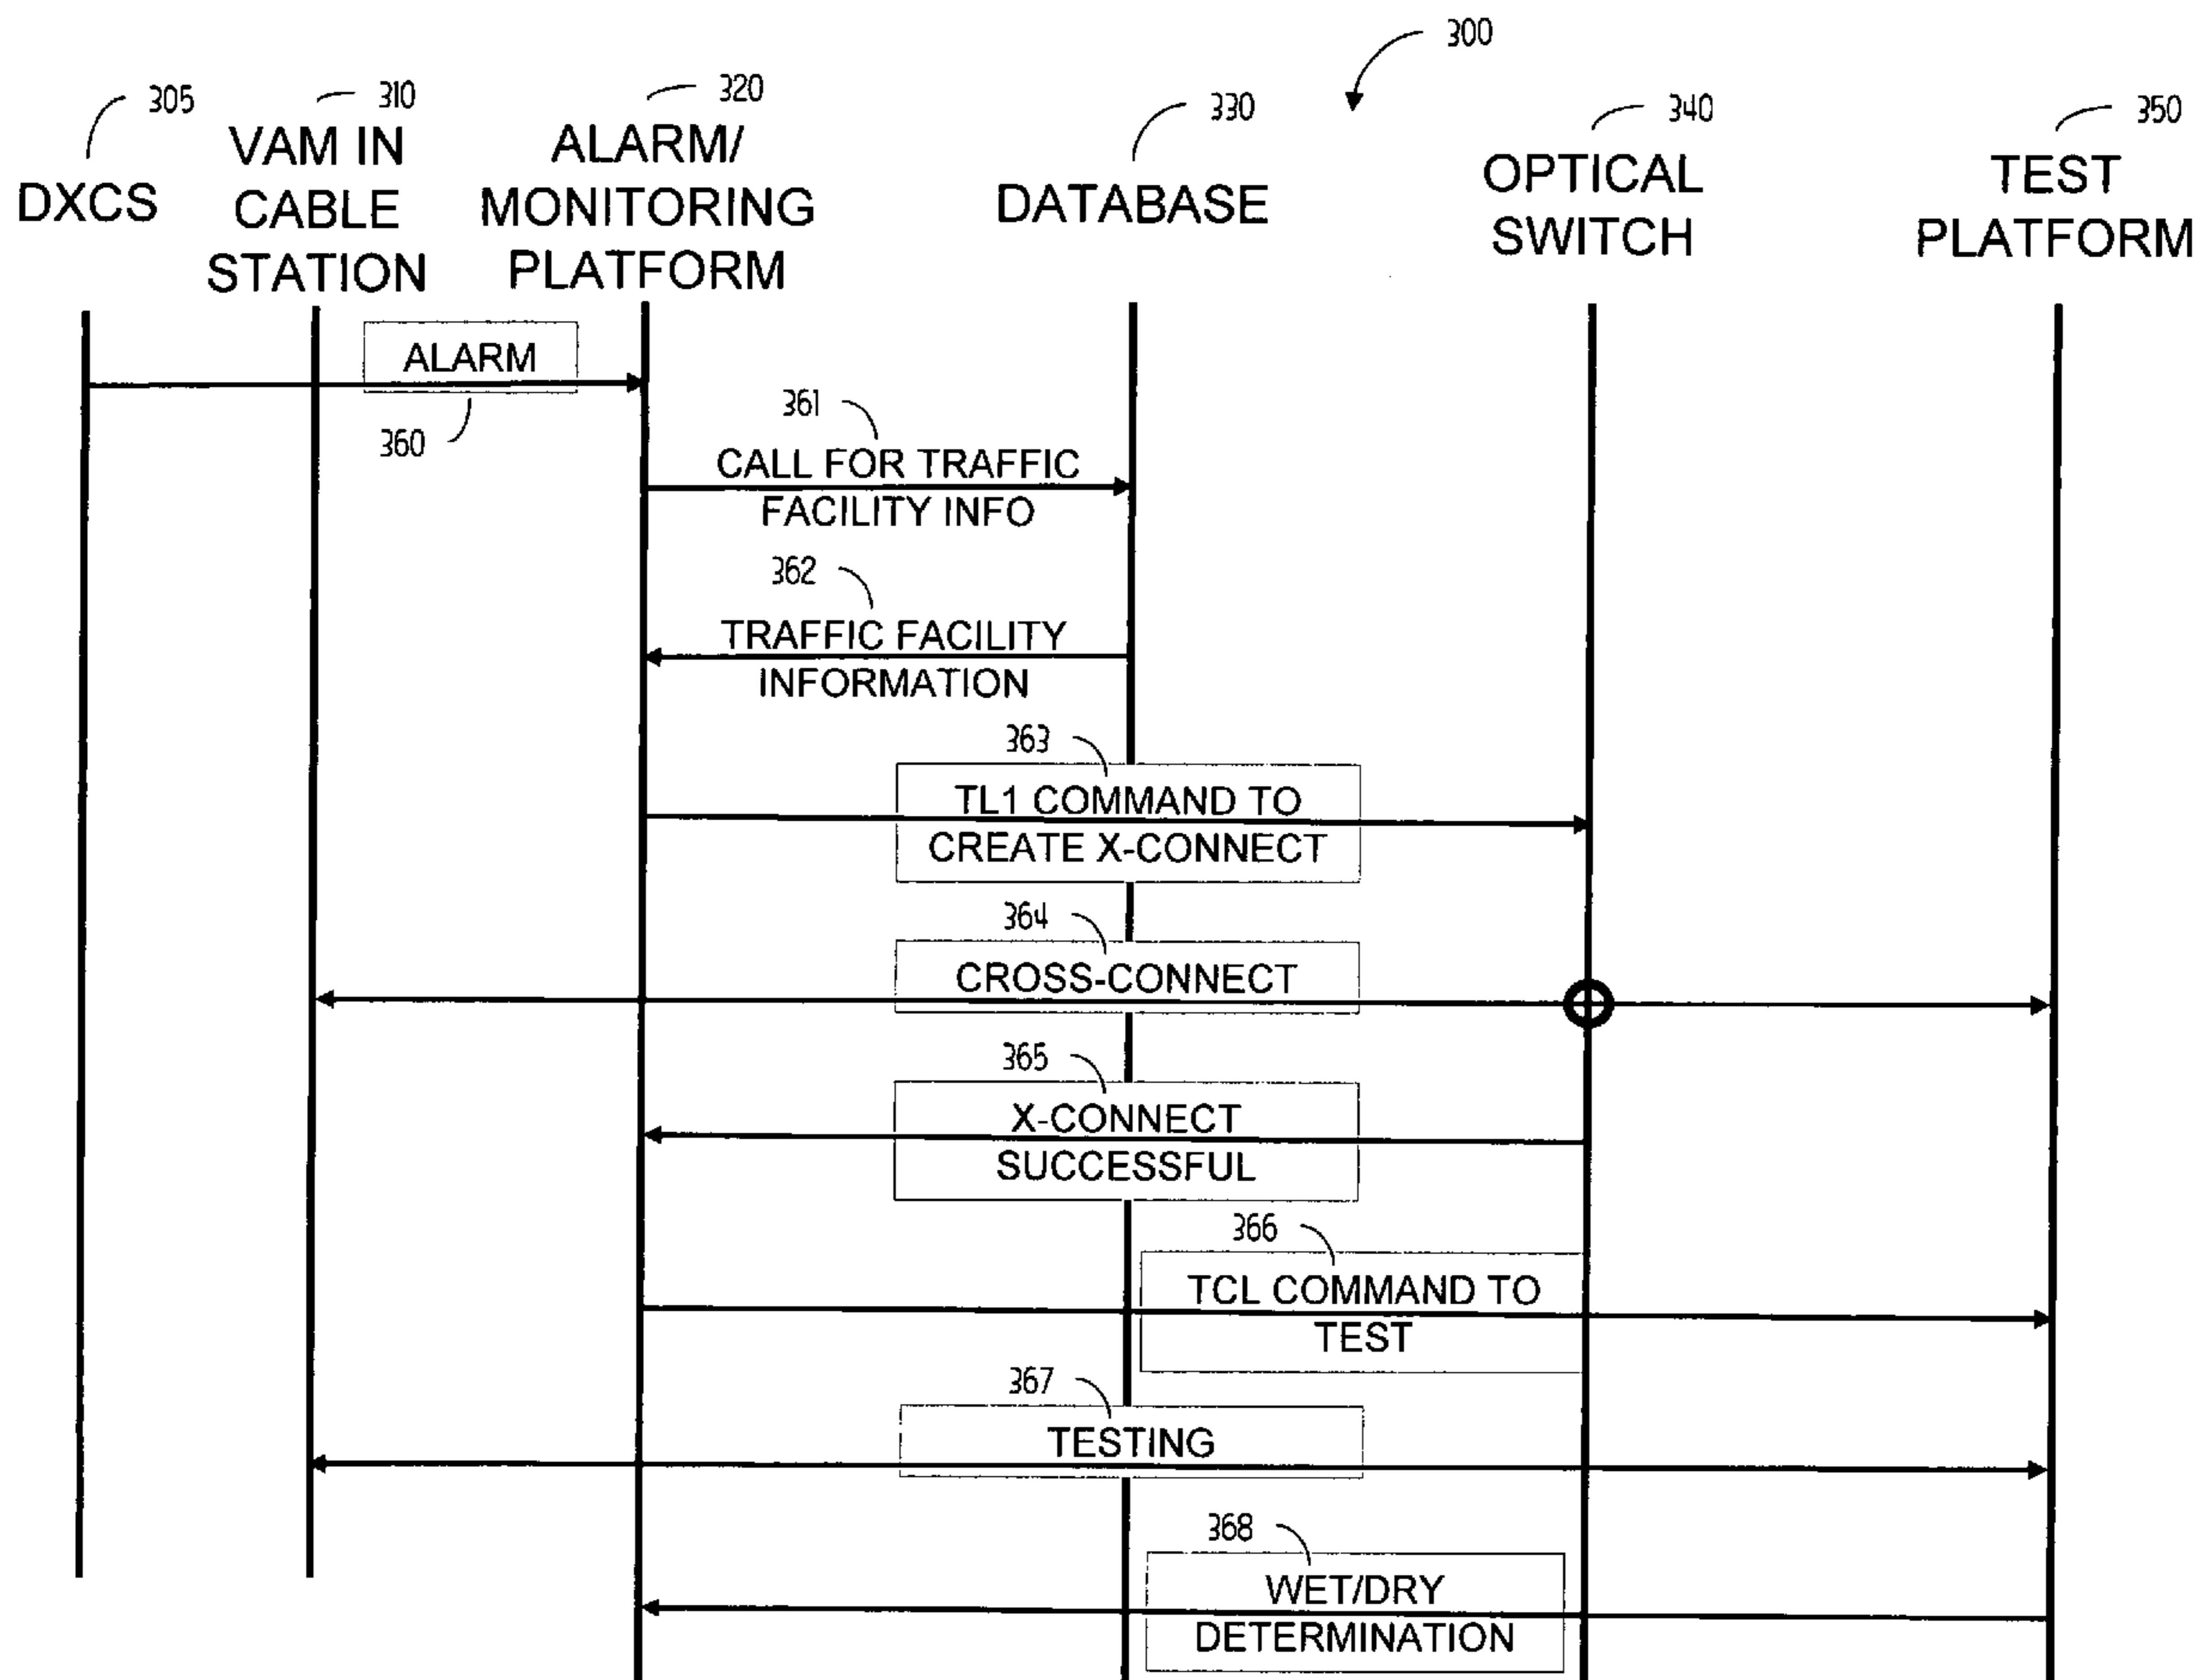 300
305
310
320
330
340
350
DXCS
VAM IN
CABLE
STATION
ALARM/
MONITORING
PLATFORM
DATABASE
OPTICAL
SWITCH
TEST
PLATFORM
ALARM
360
361
CALL FOR TRAFFIC
FACILITY INFO
362
TRAFFIC FACILITY
INFORMATION
363
TL1 COMMAND TO
CREATE X-CONNECT
364
CROSS-CONNECT
365
X-CONNECT
SUCCESSFUL
366
TCL COMMAND TO
TEST
367
TESTING
368
WET/DRY
DETERMINATION